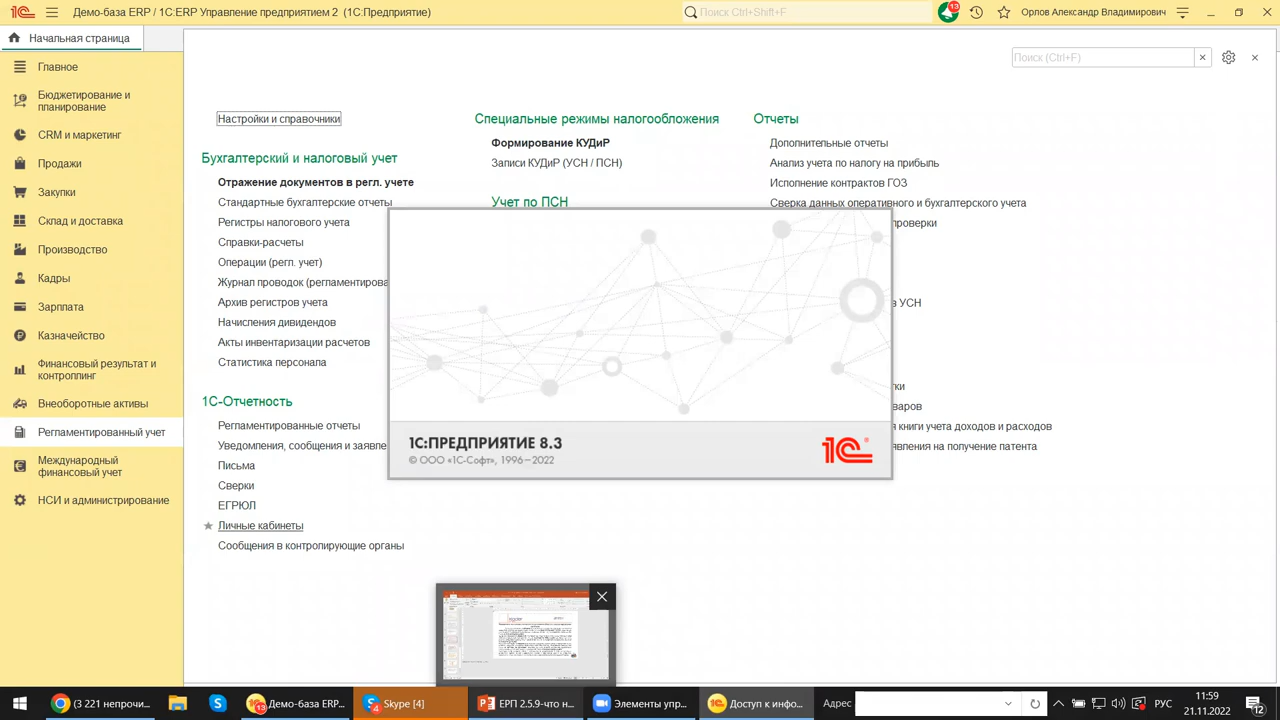 Демо-база ERP / 1С:ERP Управление предприятием 2 (1С:Предприятие)
Поиск Ctrl+Shift+F
13
Орлов Александр Владимирович
Начальная страница
Главное
Бюджетирование и
планирование
CRM и маркетинг
Продажи
Закупки
Склад и доставка
Производство
Кадры
Зарплата
Казначейство
Финансовый результат и
контроллинг
Внеоборотные активы
Регламентированный учет
Международный
финансовый учет
НСИ и администрирование
Поиск (Ctrl+F)
Настройки и справочники
Бухгалтерский и налоговый учет
Отражение документов в регл. учете
Стандартные бухгалтерские отчеты
Регистры налогового учета
Справки-расчеты
Операции (регл. учет)
Журнал проводок (регламентирова
Архив регистров учета
Начисления дивидендов
Акты инвентаризации расчетов
Статистика персонала
1С-Отчетность
Регламентированные отчеты
Уведомления, сообщения и заявле
Письма
Сверки
ЕГРЮЛ
Личные кабинеты
Сообщения в контролирующие органы
Специальные режимы налогообложения
Формирование КУДиР
Записи КУДиР (УСН / ПСН)
Учет по ПСН
Отчеты
Дополнительные отчеты
Анализ учета по налогу на прибыль
Исполнение контрактов ГОЗ
Сверка данных оперативного и бухгалтерского учета
проверки
УСН
тки
варов
книги учета доходов и расходов
явления на получение патента
1С:ПРЕДПРИЯТИЕ 8.3
© ООО «1С-Софт», 1996–2022
1С
(3 221 непрочи...
13
Демо-база ERP...
4
Skype [4]
ЕРП 2.5.9-что н...
Элементы упр...
Доступ к инфо...
Адрес
РУС
11:59
21.11.2022
12